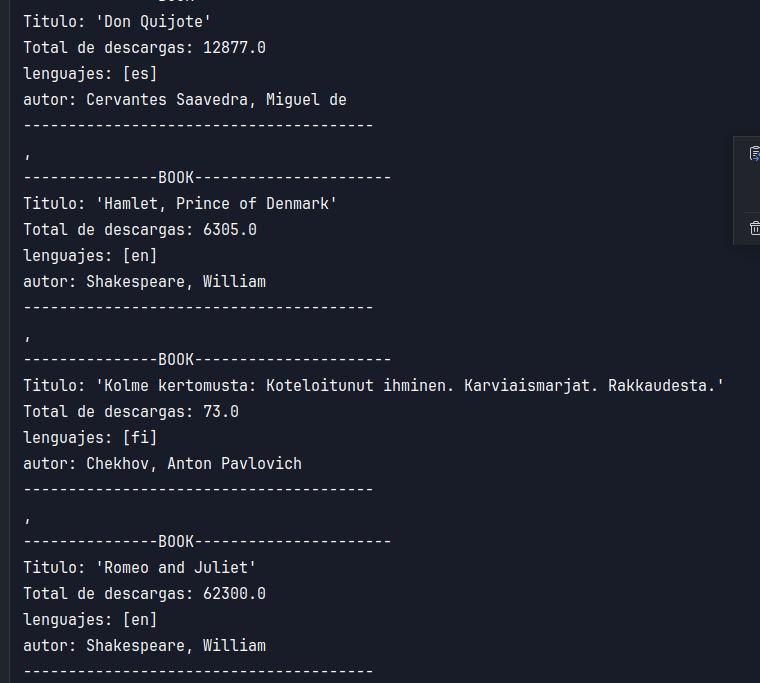 Titulo: 'Don Quijote'
Total de descargas: 12877.0
lenguajes: [es]
autor: Cervantes Saavedra, Miguel de
---------------------------------------
,
---------------BOOK----------------------
Titulo: 'Hamlet, Prince of Denmark'
Total de descargas: 6305.0
lenguajes: [en]
autor: Shakespeare, William
---------------------------------------
,
---------------BOOK----------------------
Titulo: 'Kolme kertomusta: Koteloitunut ihminen. Karviaismarjat. Rakkaudesta.'
Total de descargas: 73.0
lenguajes: [fi]
autor: Chekhov, Anton Pavlovich
---------------------------------------
,
---------------BOOK----------------------
Titulo: 'Romeo and Juliet'
Total de descargas: 62300.0
lenguajes: [en]
autor: Shakespeare, William
---------------------------------------